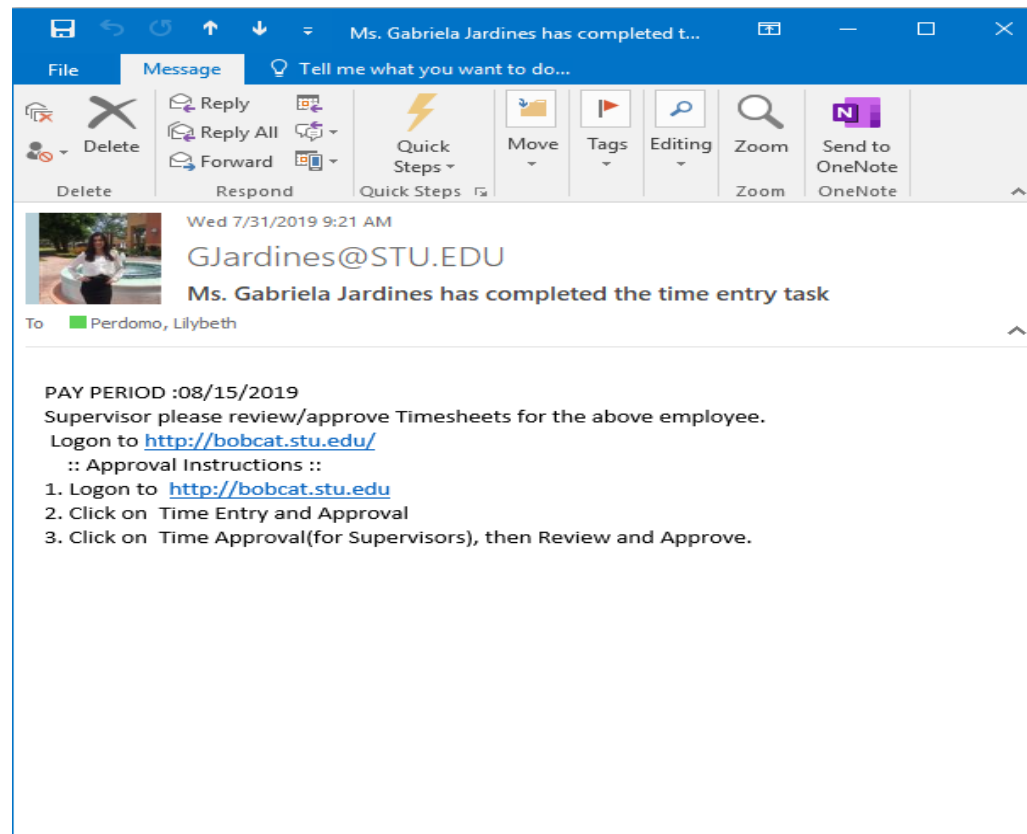 Ms. Gabriela Jardines has completed t...
File Message Tell me what you want to do...
Delete
Reply
Reply All
Forward
Quick Steps
Move
Tags
Editing
Zoom
Send to OneNote
Delete Respond Quick Steps Zoom OneNote
Wed 7/31/2019 9:21 AM
GJardines@STU.EDU
Ms. Gabriela Jardines has completed the time entry task
To Perdomo, Lilybeth
PAY PERIOD :08/15/2019
Supervisor please review/approve Timesheets for the above employee.
Logon to http://bobcat.stu.edu/
:: Approval Instructions ::
1. Logon to http://bobcat.stu.edu
2. Click on Time Entry and Approval
3. Click on Time Approval(for Supervisors), then Review and Approve.